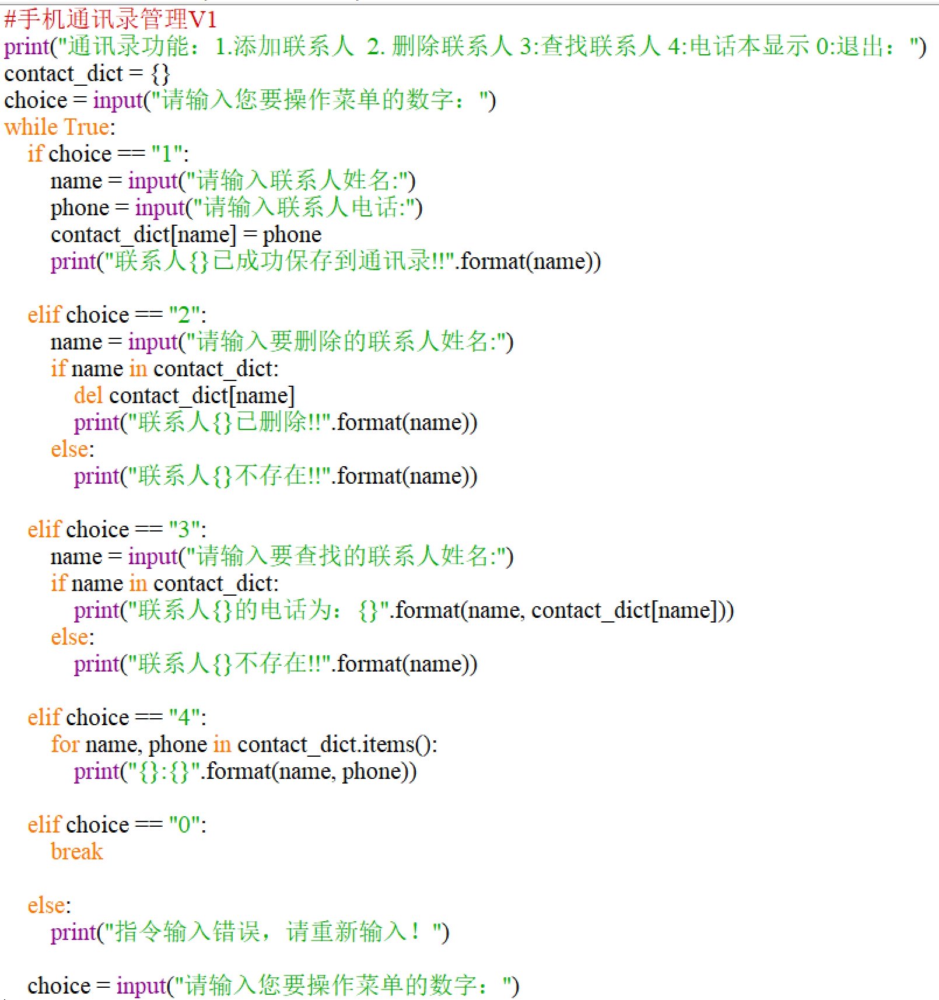 #手机通讯录管理V1
print("通讯录功能：1.添加联系人  2. 删除联系人 3:查找联系人 4:电话本显示 0:退出：")
contact_dict = {}
choice = input("请输入您要操作菜单的数字：")
while True:
    if choice == "1":
        name = input("请输入联系人姓名:")
        phone = input("请输入联系人电话:")
        contact_dict[name] = phone
        print("联系人{}已成功保存到通讯录!!".format(name))
    elif choice == "2":
        name = input("请输入要删除的联系人姓名:")
        if name in contact_dict:
            del contact_dict[name]
            print("联系人{}已删除!!".format(name))
        else:
            print("联系人{}不存在!!".format(name))
    elif choice == "3":
        name = input("请输入要查找的联系人姓名:")
        if name in contact_dict:
            print("联系人{}的电话为：{}".format(name, contact_dict[name]))
        else:
            print("联系人{}不存在!!".format(name))
    elif choice == "4":
        for name, phone in contact_dict.items():
            print("{}:{}".format(name, phone))
    elif choice == "0":
        break
    else:
        print("指令输入错误，请重新输入！")
    choice = input("请输入您要操作菜单的数字：")